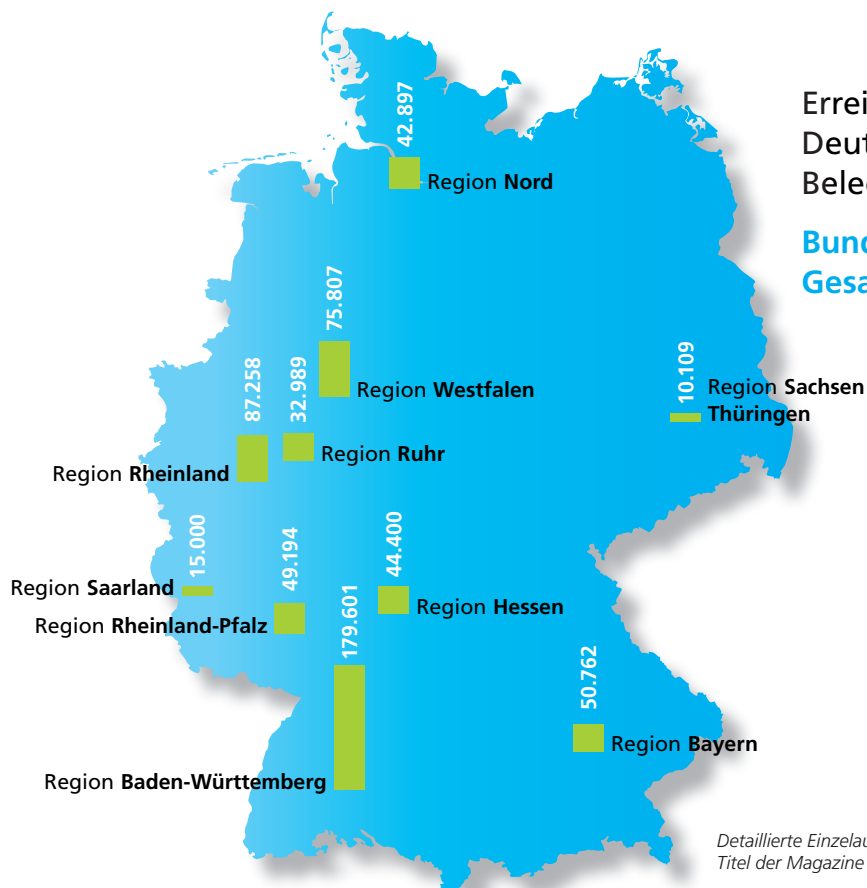 Errei
Deut
Beleg
Bund
Gesa
42.897
Region Nord
75.807
Region Westfalen
87.258
Region Rheinland
32.989
Region Ruhr
10.109
Region Sachsen
Thüringen
15.000
Region Saarland
49.194
Region Rheinland-Pfalz
44.400
Region Hessen
179.601
Region Baden-Württemberg
50.762
Region Bayern
Detaillierte Einzelau
Titel der Magazine